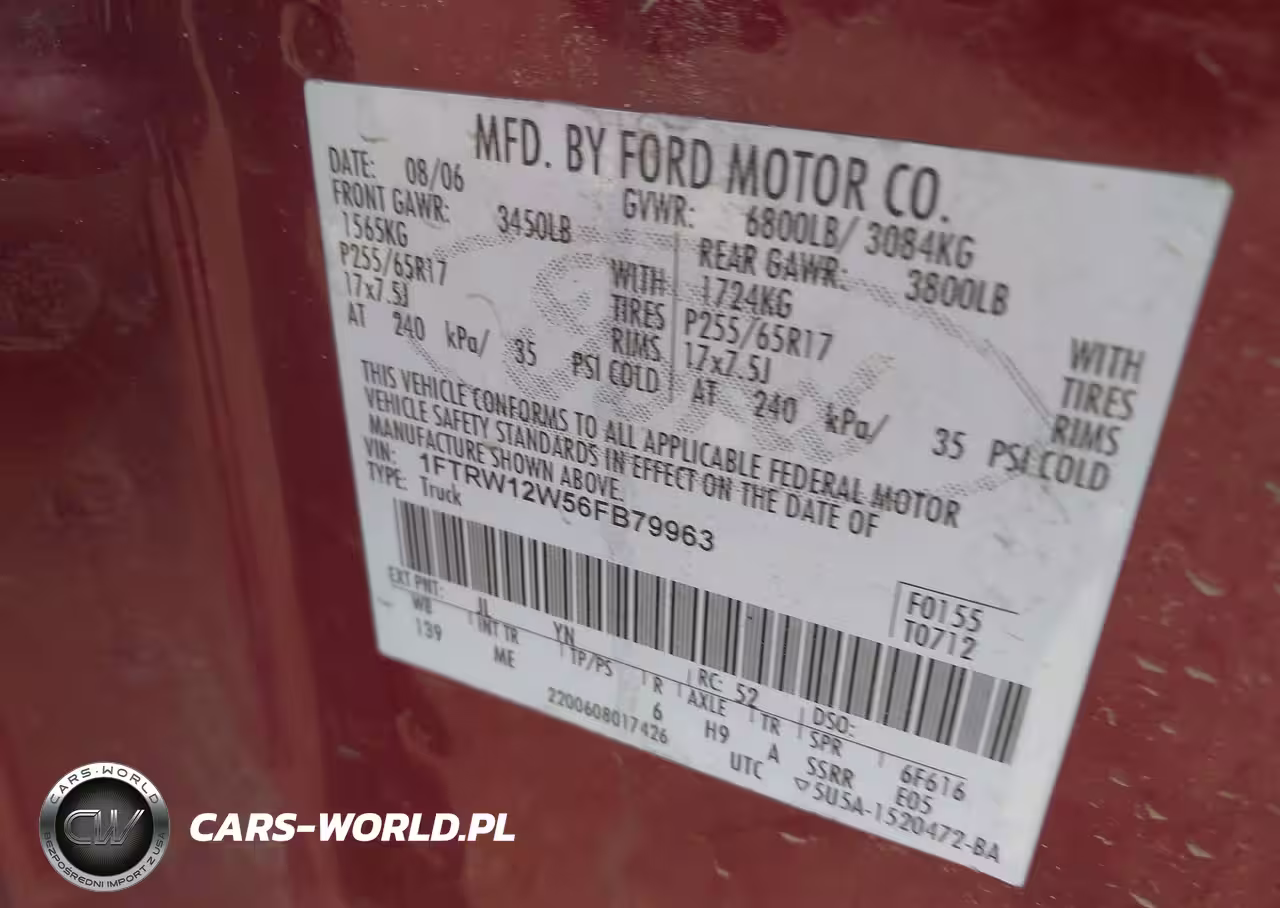 MFD. BY FORD MOTOR CO.
DATE: 08/06 GVWR: 6800LB/ 3084KG
FRONT GAWR: 3450LB REAR GAWR: 3800LB
1565KG WITH 1724KG WITH
P255/65R17 TIRES P255/65R17 TIRES
17x7.5J RIMS 17x7.5J RIMS
AT 240 kPa/ 35 PSI COLD AT 240 kPa/ 35 PSI COLD
THIS VEHICLE CONFORMS TO ALL APPLICABLE FEDERAL MOTOR
VEHICLE SAFETY STANDARDS IN EFFECT ON THE DATE OF
MANUFACTURE SHOWN ABOVE.
VIN: 1FTRW12W56FB79963
TYPE: Truck
F0155
T0712
EXT PNT: JL YN RC: 52 DSO:
WB INT TR TP/PS R AXLE TR SPR 6F616
139 ME 6 H9 A SSRR E05
2200608017426 UTC ▽5U5A-1520472-BA
CARS-WORLD
CW
BEZPOŚREDNI IMPORT Z USA
CARS-WORLD.PL